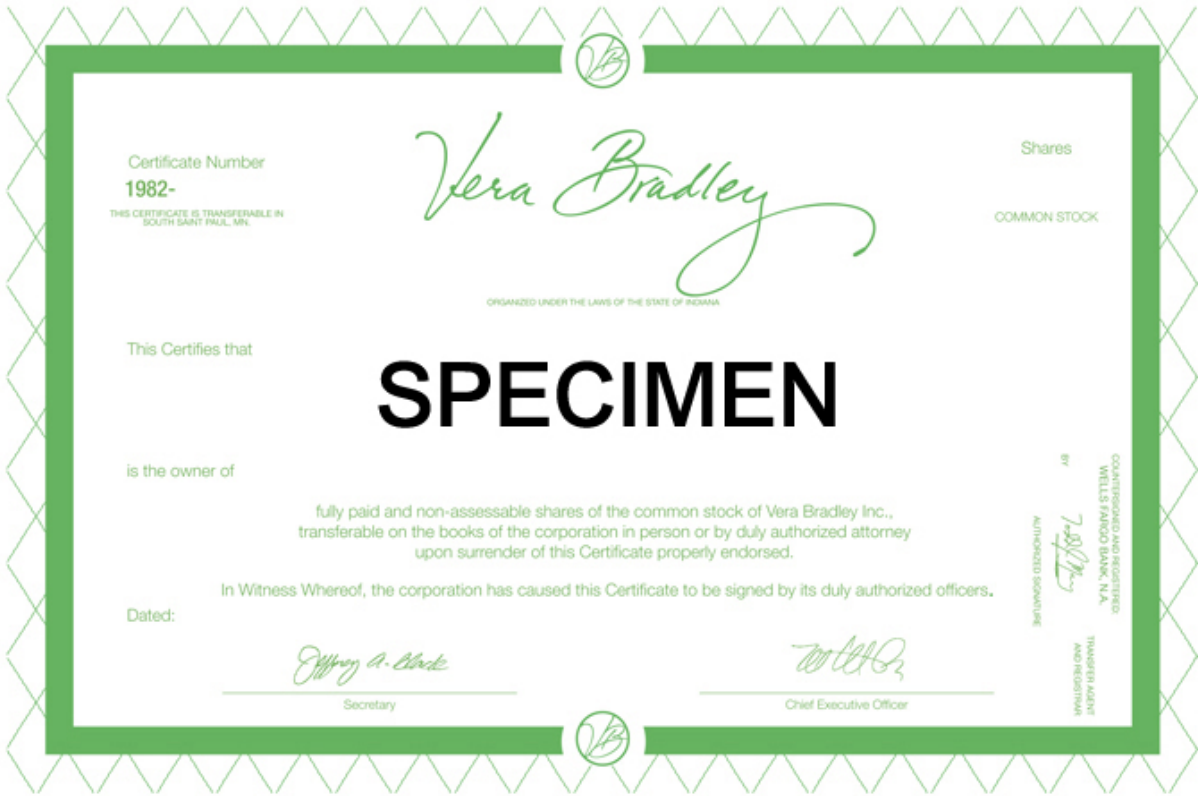 VB
Vera Bradley
Certificate Number
1982-
THIS CERTIFICATE IS TRANSFERABLE IN
SOUTH SAINT PAUL, MN.
Shares
COMMON STOCK
ORGANIZED UNDER THE LAWS OF THE STATE OF INDIANA
This Certifies that
SPECIMEN
is the owner of
fully paid and non-assessable shares of the common stock of Vera Bradley Inc.,
transferable on the books of the corporation in person or by duly authorized attorney
upon surrender of this Certificate properly endorsed.
In Witness Whereof, the corporation has caused this Certificate to be signed by its duly authorized officers.
Dated:
Jeffrey A. Blade
Secretary
Chief Executive Officer
COUNTERSIGNED AND REGISTERED:
WELLS FARGO BANK, N.A.
TRANSFER AGENT
AND REGISTRAR
BY
AUTHORIZED SIGNATURE
VB